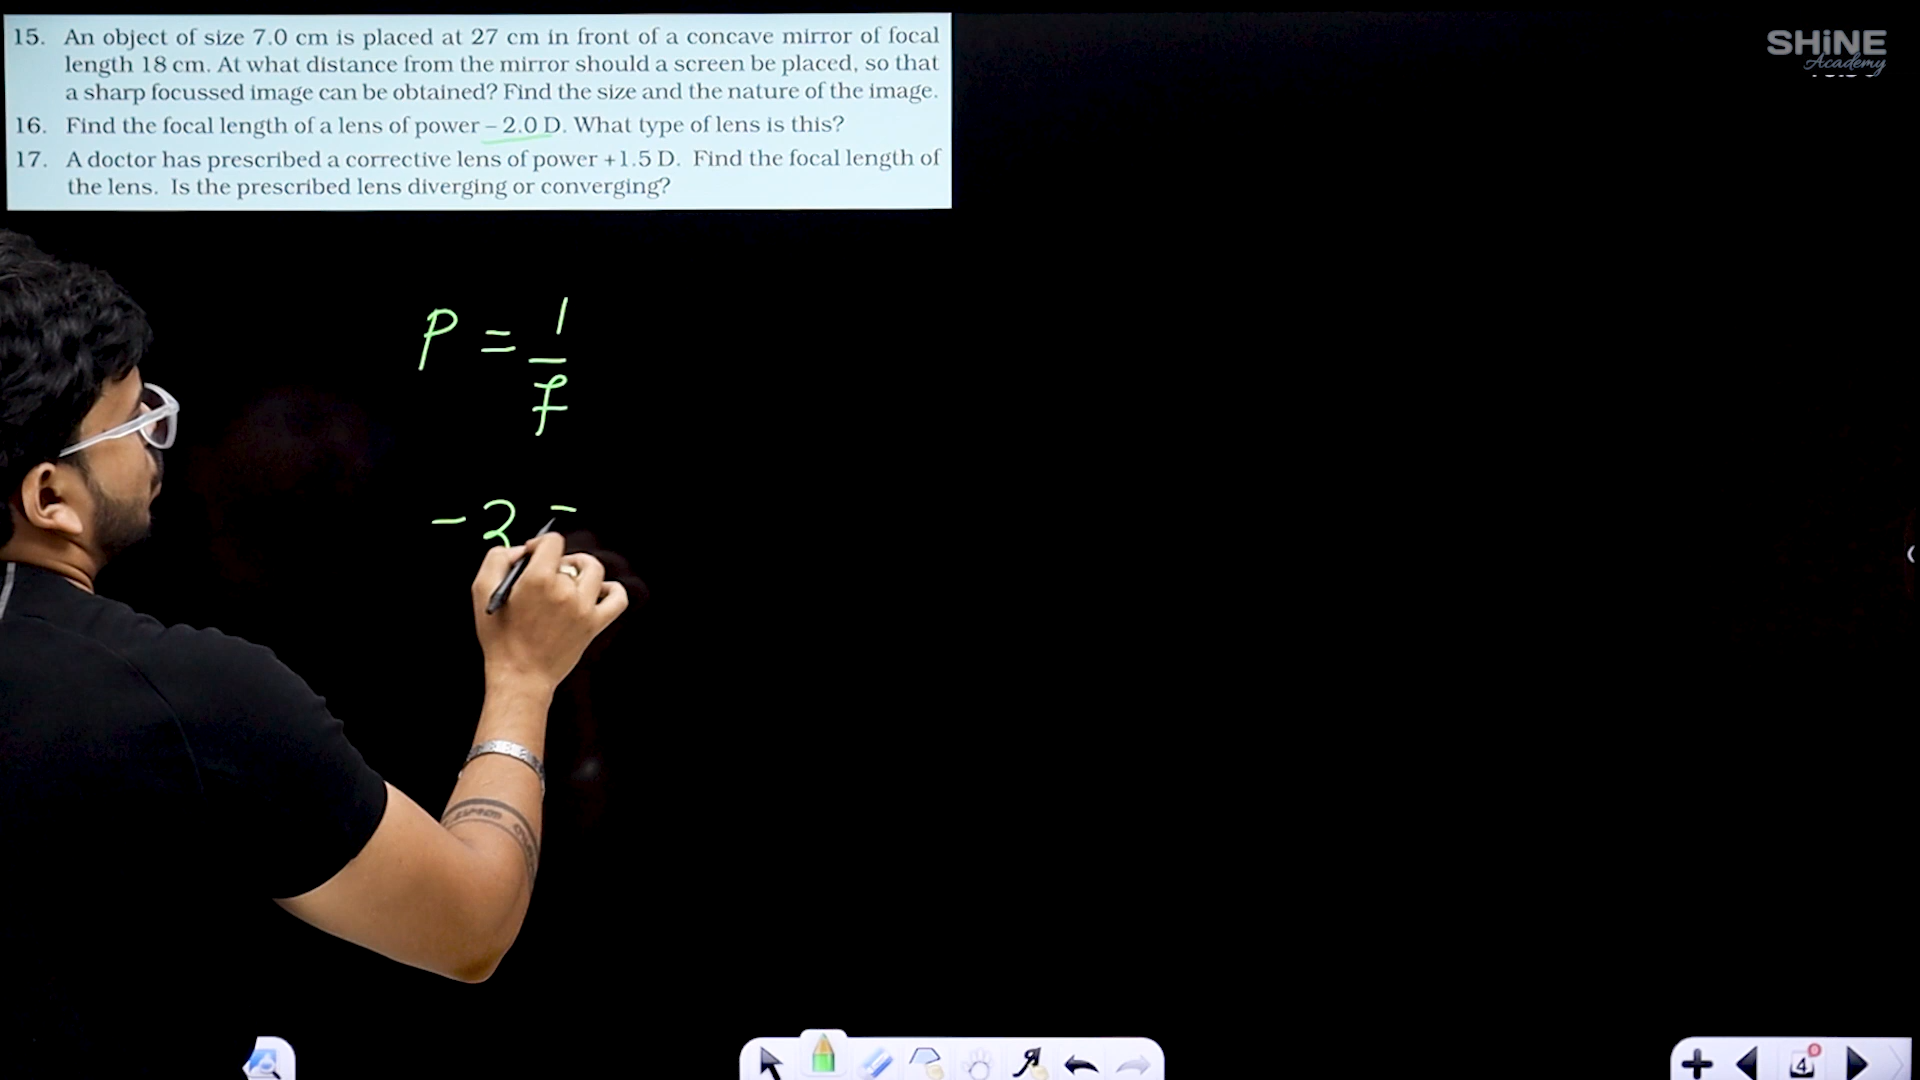 SHiNE
Academy
15. An object of size 7.0 cm is placed at 27 cm in front of a concave mirror of focal
length 18 cm. At what distance from the mirror should a screen be placed, so that
a sharp focussed image can be obtained? Find the size and the nature of the image.
16. Find the focal length of a lens of power – 2.0 D. What type of lens is this?
17. A doctor has prescribed a corrective lens of power +1.5 D. Find the focal length of
the lens. Is the prescribed lens diverging or converging?
P = 1
f
- 2 =
4